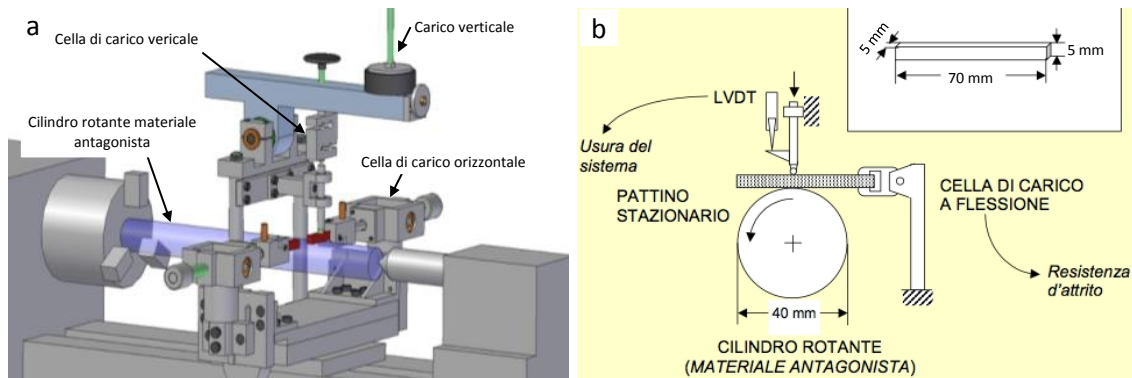 a
Cella di carico vericale
Carico verticale
Cilindro rotante materiale
antagonista
Cella di carico orizzontale
b
5 mm
5 mm
70 mm
LVDT
Usura del
sistema
PATTINO
STAZIONARIO
CELLA DI CARICO
A FLESSIONE
Resistenza
d'attrito
40 mm
CILINDRO ROTANTE
(MATERIALE ANTAGONISTA)